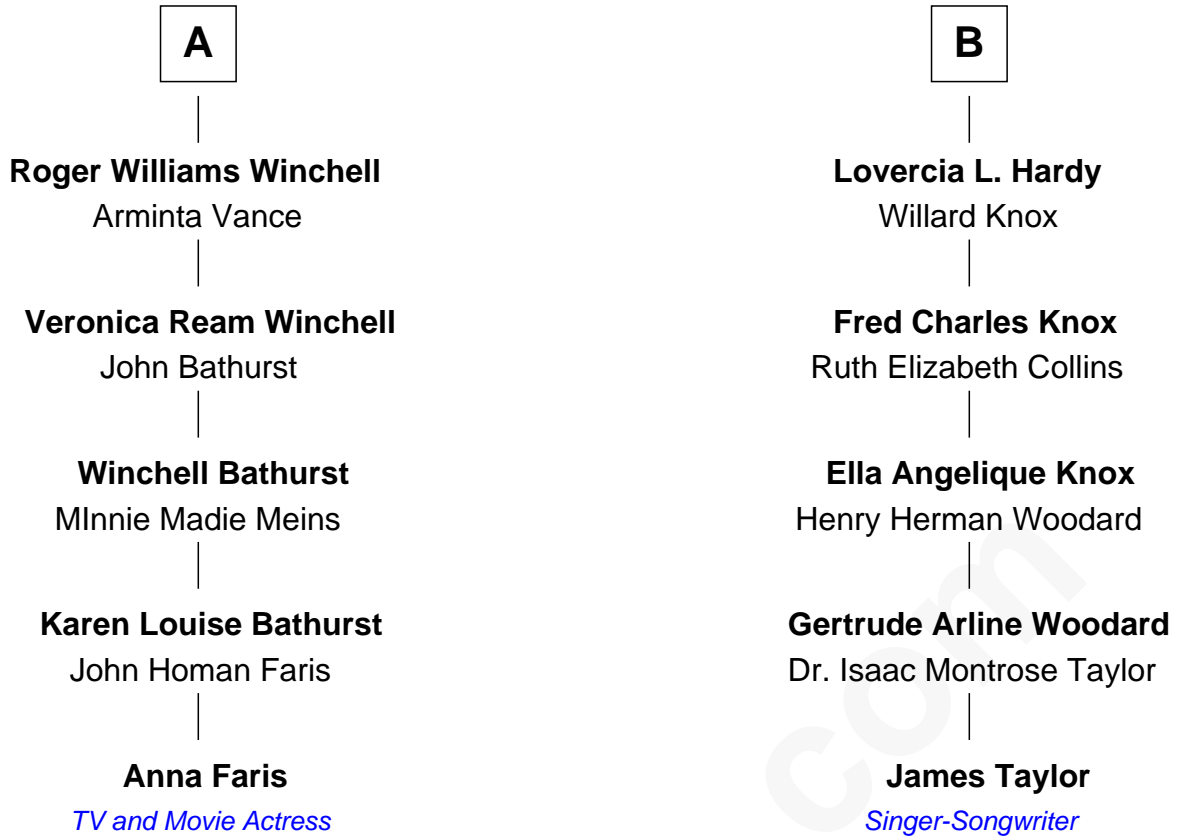 A
Roger Williams Winchell
Arminta Vance
Veronica Ream Winchell
John Bathurst
Winchell Bathurst
MInnie Madie Meins
Karen Louise Bathurst
John Homan Faris
Anna Faris
TV and Movie Actress
B
Lovercia L. Hardy
Willard Knox
Fred Charles Knox
Ruth Elizabeth Collins
Ella Angelique Knox
Henry Herman Woodard
Gertrude Arline Woodard
Dr. Isaac Montrose Taylor
James Taylor
Singer-Songwriter
com